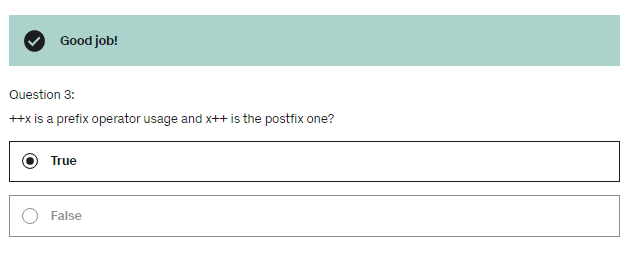 Good job!
Question 3:
++x is a prefix operator usage and x++ is the postfix one?
True
False